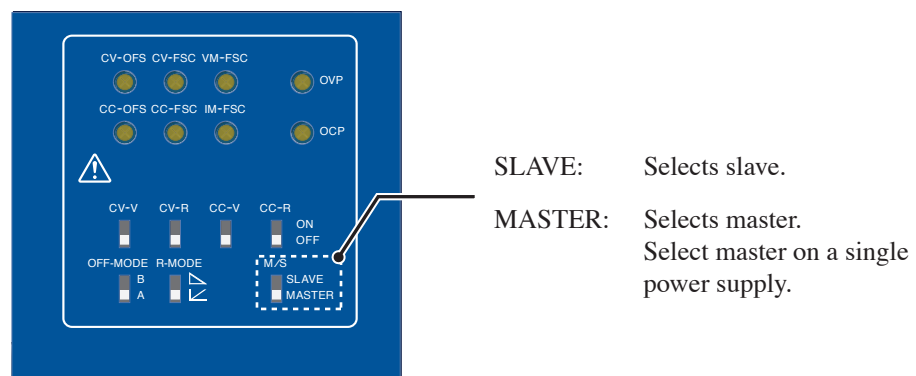 CV-OFS CV-FSC VM-FSC
OVP
CC-OFS CC-FSC IM-FSC
OCP
CV-V CV-R CC-V CC-R
ON
OFF
OFF-MODE R-MODE M/S
B SLAVE
A MASTER
SLAVE: Selects slave.
MASTER: Selects master.
Select master on a single
power supply.